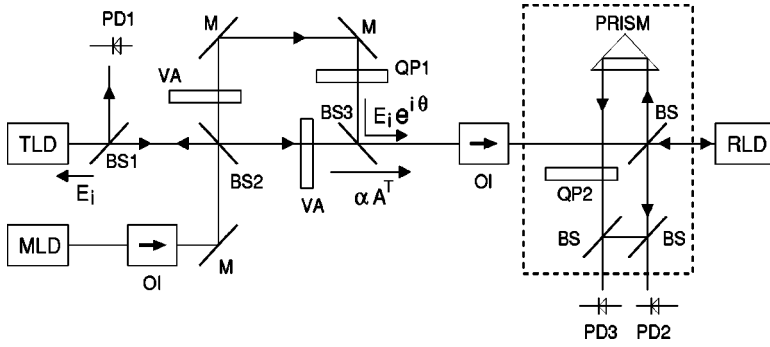 PD1
M
M
PRISM
VA
QP1
BS3
E_i e^{iθ}
BS
TLD
BS1
BS2
VA
OI
RLD
E_i
αA^T
QP2
MLD
OI
M
BS
BS
PD3
PD2